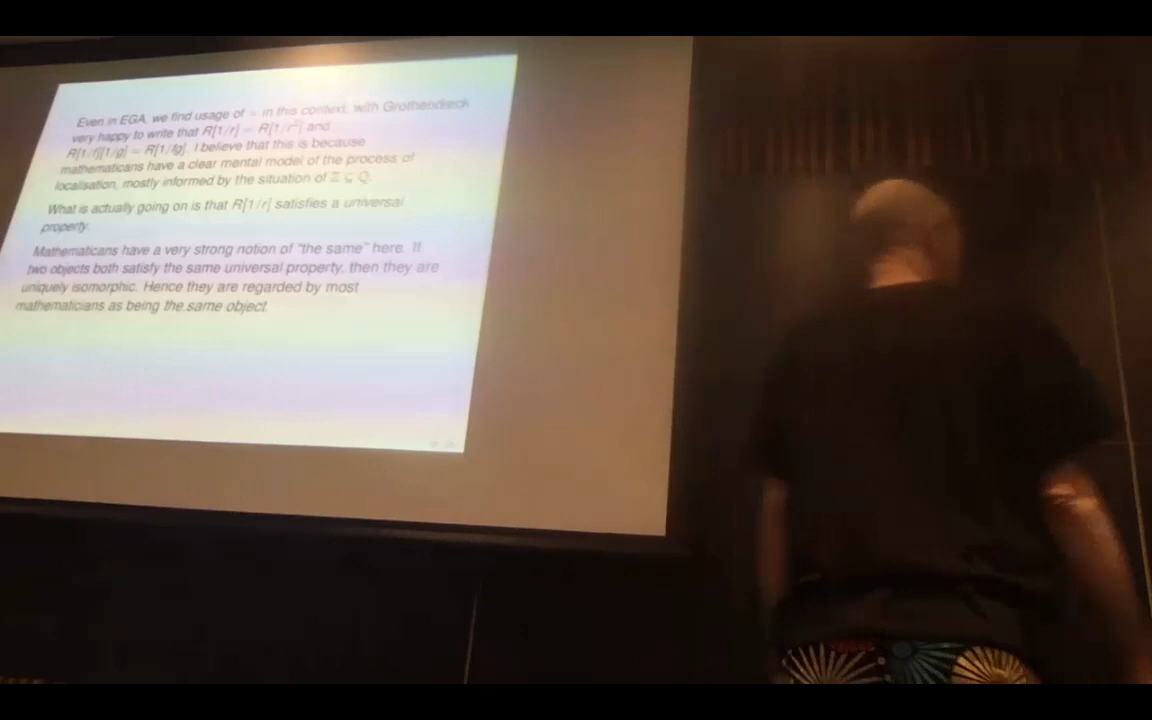 Even in EGA, we find usage of = in this context, with Grothendieck
very happy to write that R[1/r] = R[1/r²] and
R[1/f][1/g] = R[1/fg]. I believe that this is because
mathematicians have a clear mental model of the process of
localisation, mostly informed by the situation of ℤ ⊆ ℚ.
What is actually going on is that R[1/r] satisfies a universal
property.
Mathematicans have a very strong notion of "the same" here. If
two objects both satisfy the same universal property, then they are
uniquely isomorphic. Hence they are regarded by most
mathematicians as being the same object.